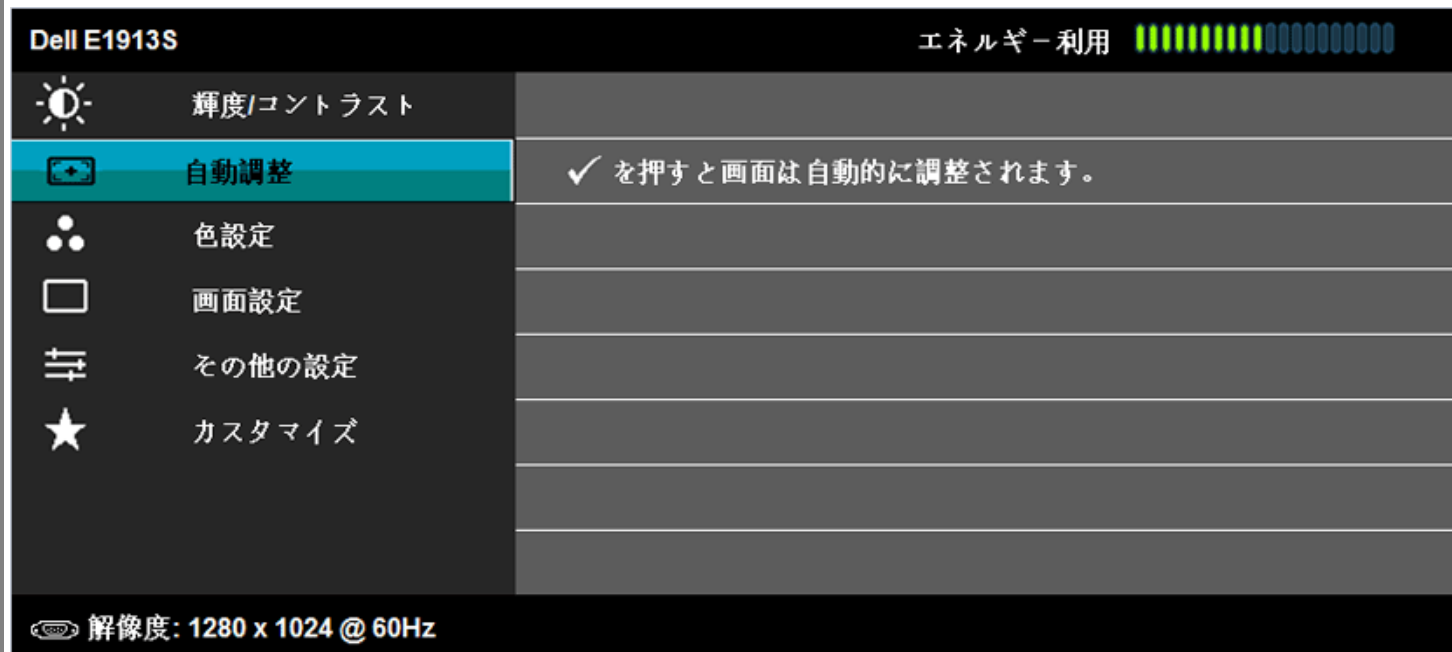 Dell E1913S エネルギー利用
輝度/コントラスト
自動調整 ✓ を押すと画面は自動的に調整されます。
色設定
画面設定
その他の設定
カスタマイズ
解像度: 1280 x 1024 @ 60Hz